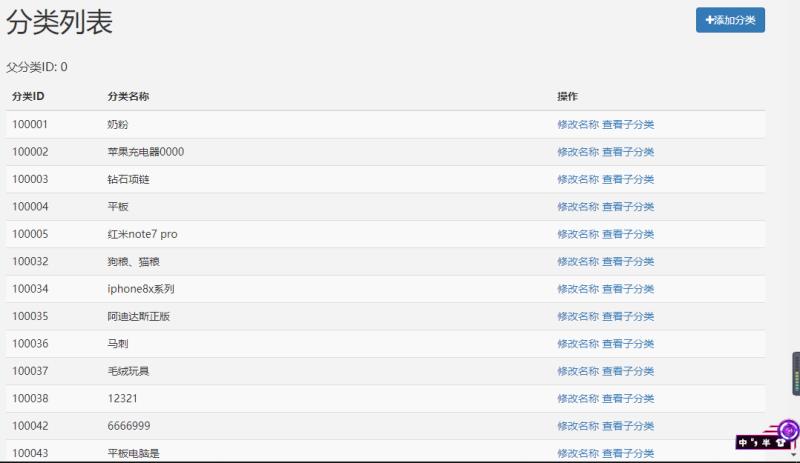 分类列表
添加分类
父分类ID: 0
分类ID 分类名称 操作
100001 奶粉 修改名称 查看子分类
100002 苹果充电器0000 修改名称 查看子分类
100003 钻石项链 修改名称 查看子分类
100004 平板 修改名称 查看子分类
100005 红米note7 pro 修改名称 查看子分类
100032 狗粮、猫粮 修改名称 查看子分类
100034 iphone8x系列 修改名称 查看子分类
100035 阿迪达斯正版 修改名称 查看子分类
100036 马刺 修改名称 查看子分类
100037 毛绒玩具 修改名称 查看子分类
100038 12321 修改名称 查看子分类
100042 6666999 修改名称 查看子分类
100043 平板电脑是 修改名称 查看子分类
中 半